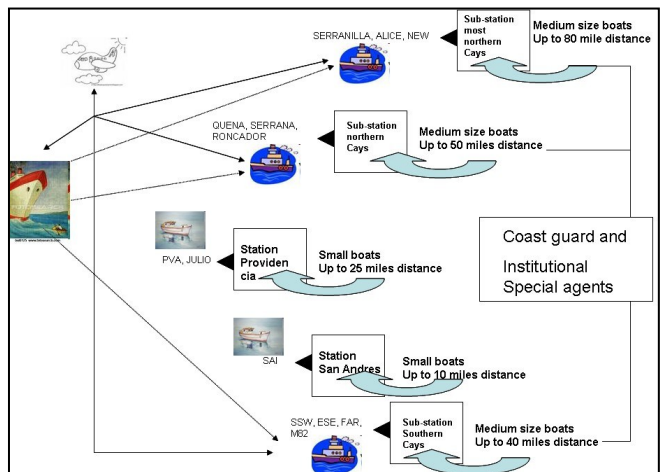 SERRANILLA, ALICE, NEW
Sub-station
most
northern
Cays
Medium size boats
Up to 80 mile distance
QUENA, SERRANA,
RONCADOR
Sub-station
northern
Cays
Medium size boats
Up to 50 miles distance
PVA, JULIO
Station
Providen
cia
Small boats
Up to 25 miles distance
Coast guard and
Institutional
Special agents
SAI
Station
San Andres
Small boats
Up to 10 miles distance
SSW, ESE, FAR,
M82
Sub-station
Southern
Cays
Medium size boats
Up to 40 miles distance